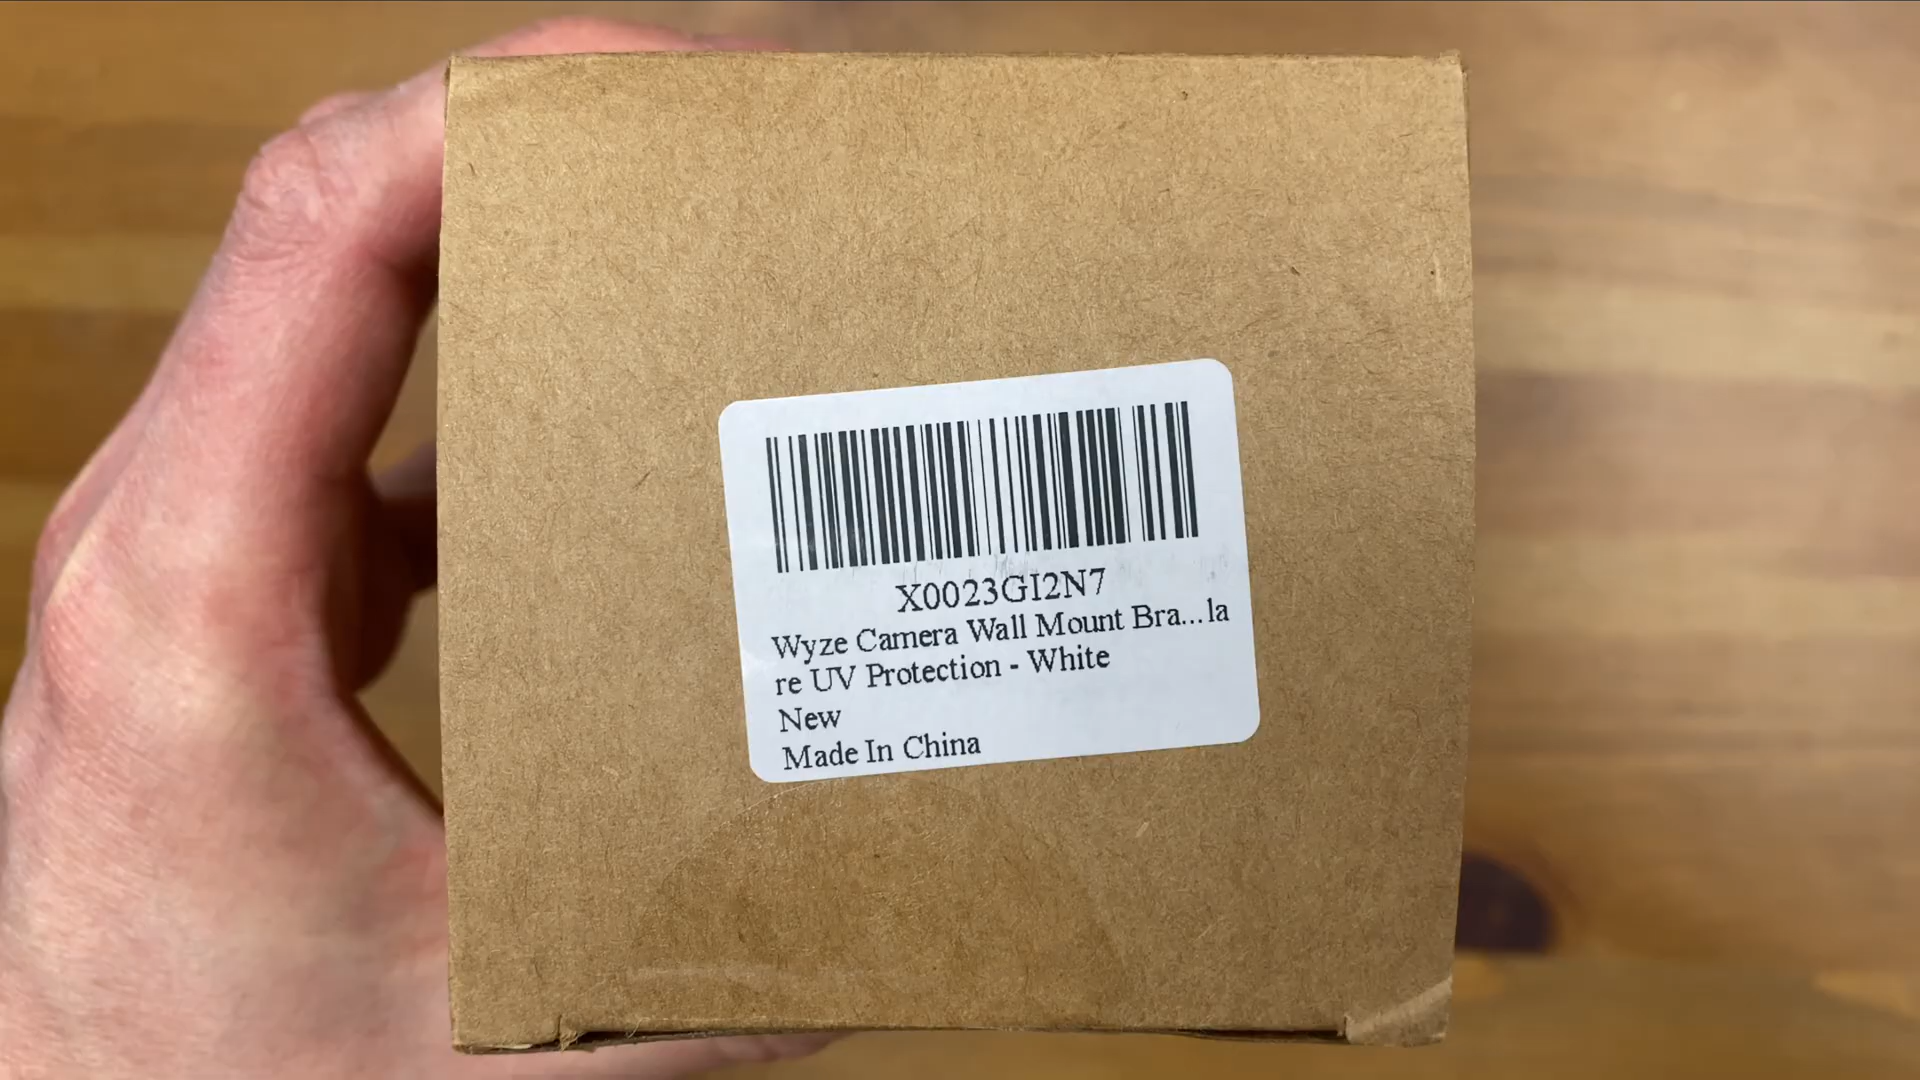 X0023GI2N7
Wyze Camera Wall Mount Bra...la
re UV Protection - White
New
Made In China